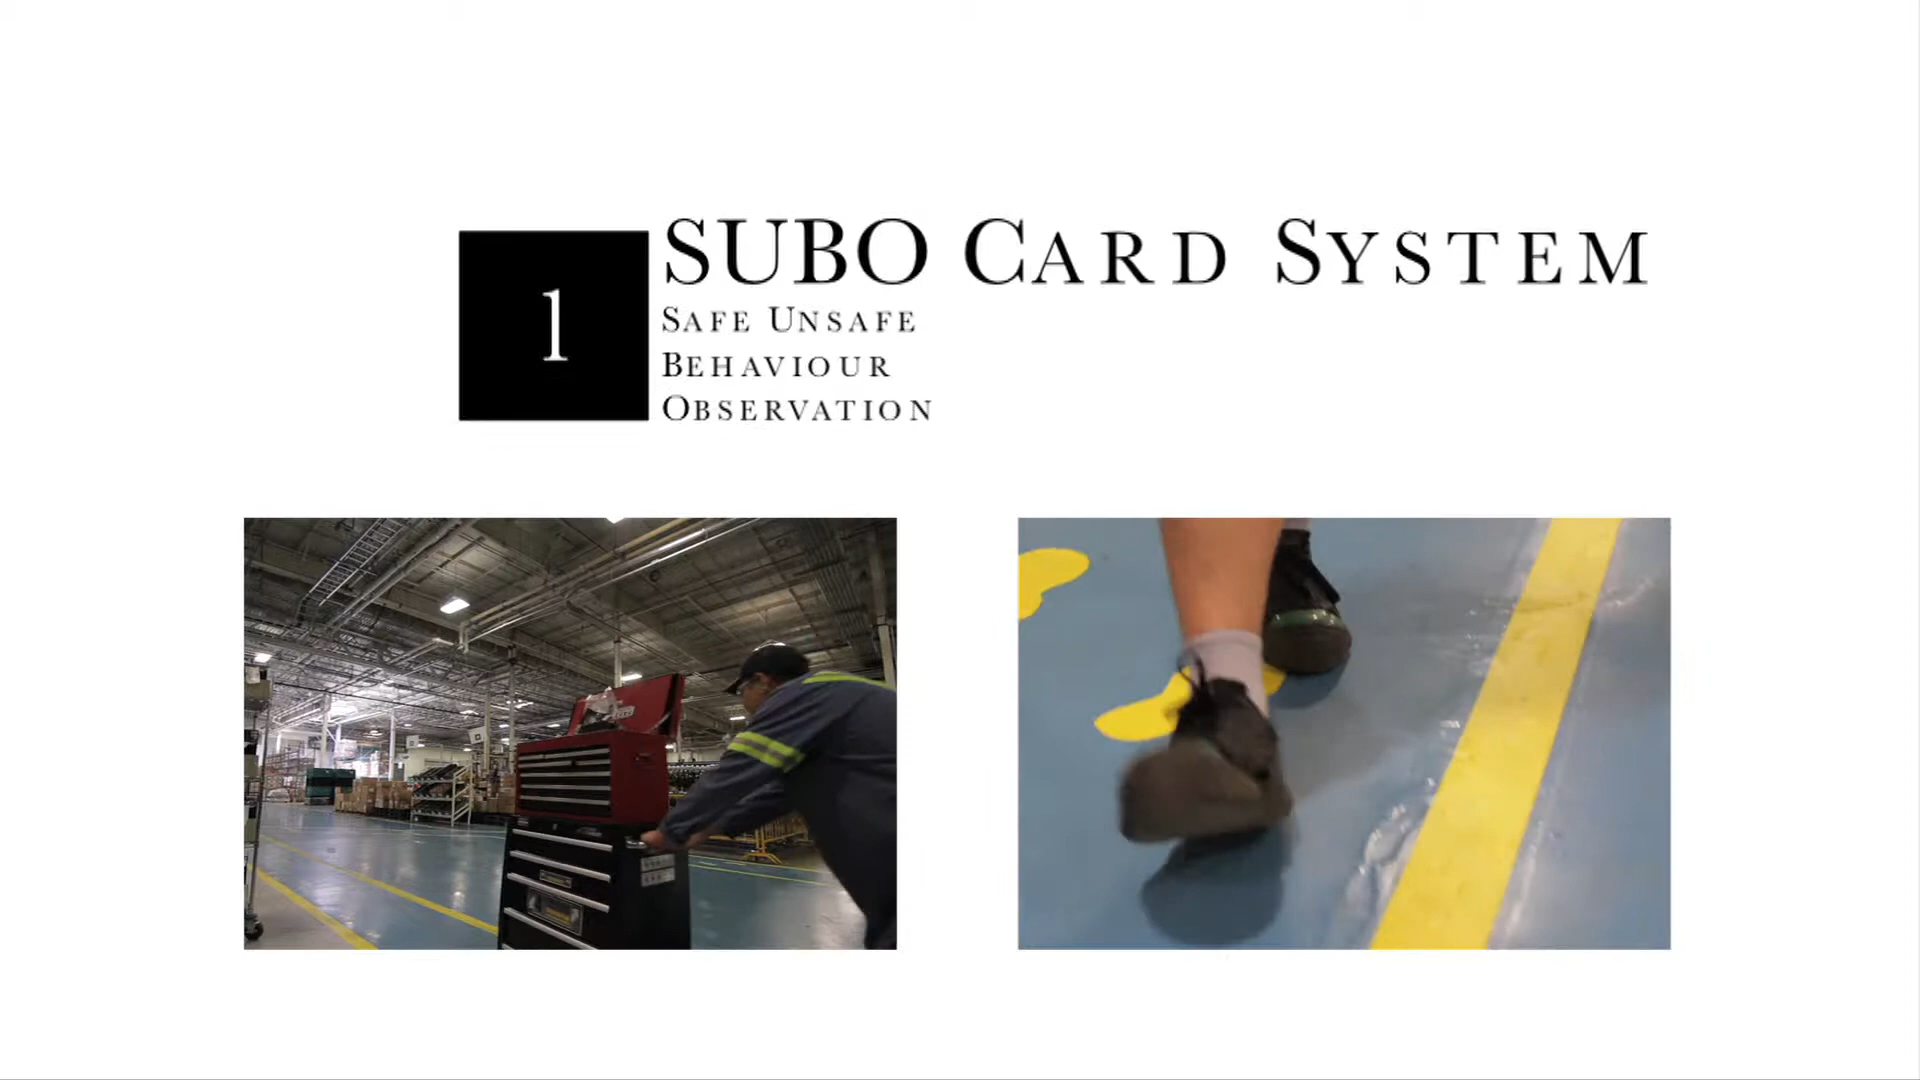 1
SUBO CARD SYSTEM
SAFE UNSAFE
BEHAVIOUR
OBSERVATION